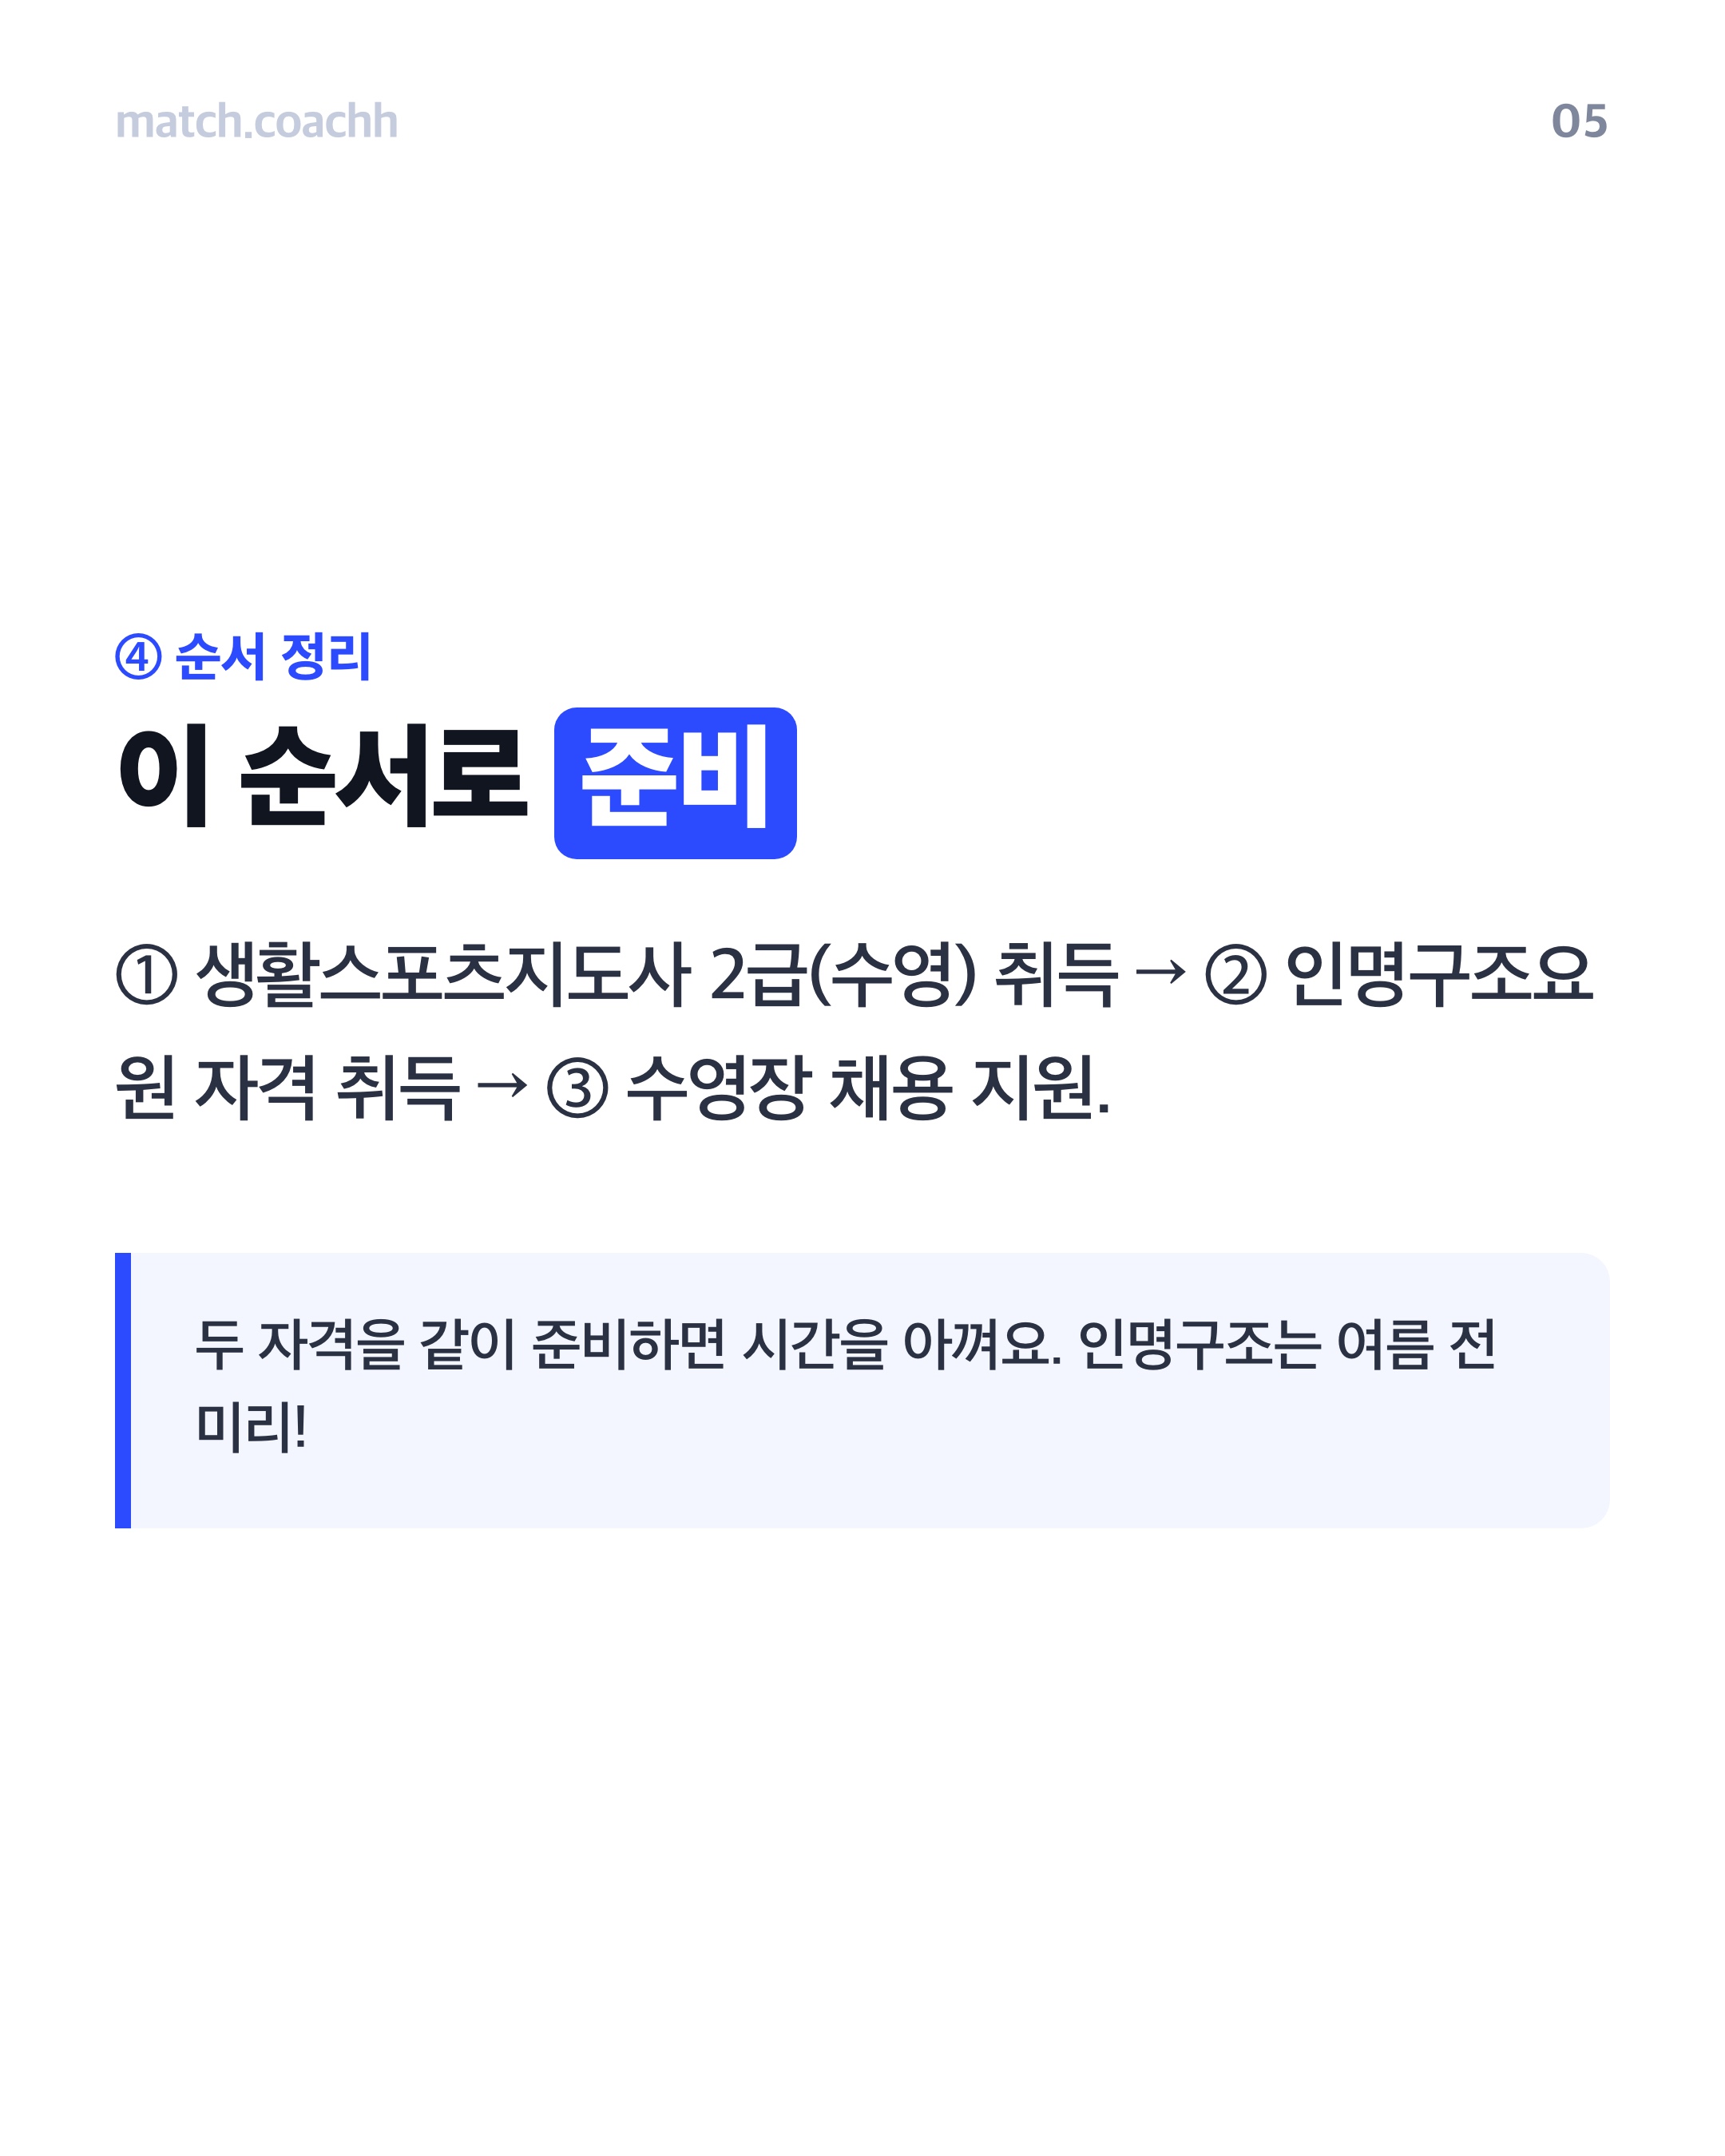 match.coachh
05
④ 순서 정리
이 순서로 준비
① 생활스포츠지도사 2급(수영) 취득 → ② 인명구조요
원 자격 취득 → ③ 수영장 채용 지원.
두 자격을 같이 준비하면 시간을 아껴요. 인명구조는 여름 전
미리!